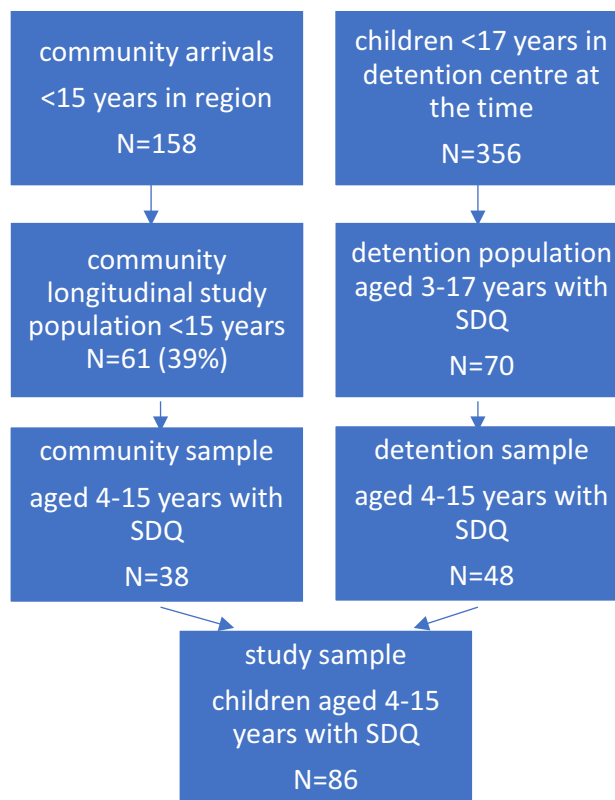 community arrivals
<15 years in region
N=158
children <17 years in
detention centre at
the time
N=356
community
longitudinal study
population <15 years
N=61 (39%)
detention population
aged 3-17 years with
SDQ
N=70
community sample
aged 4-15 years with
SDQ
N=38
detention sample
aged 4-15 years with
SDQ
N=48
study sample
children aged 4-15
years with SDQ
N=86